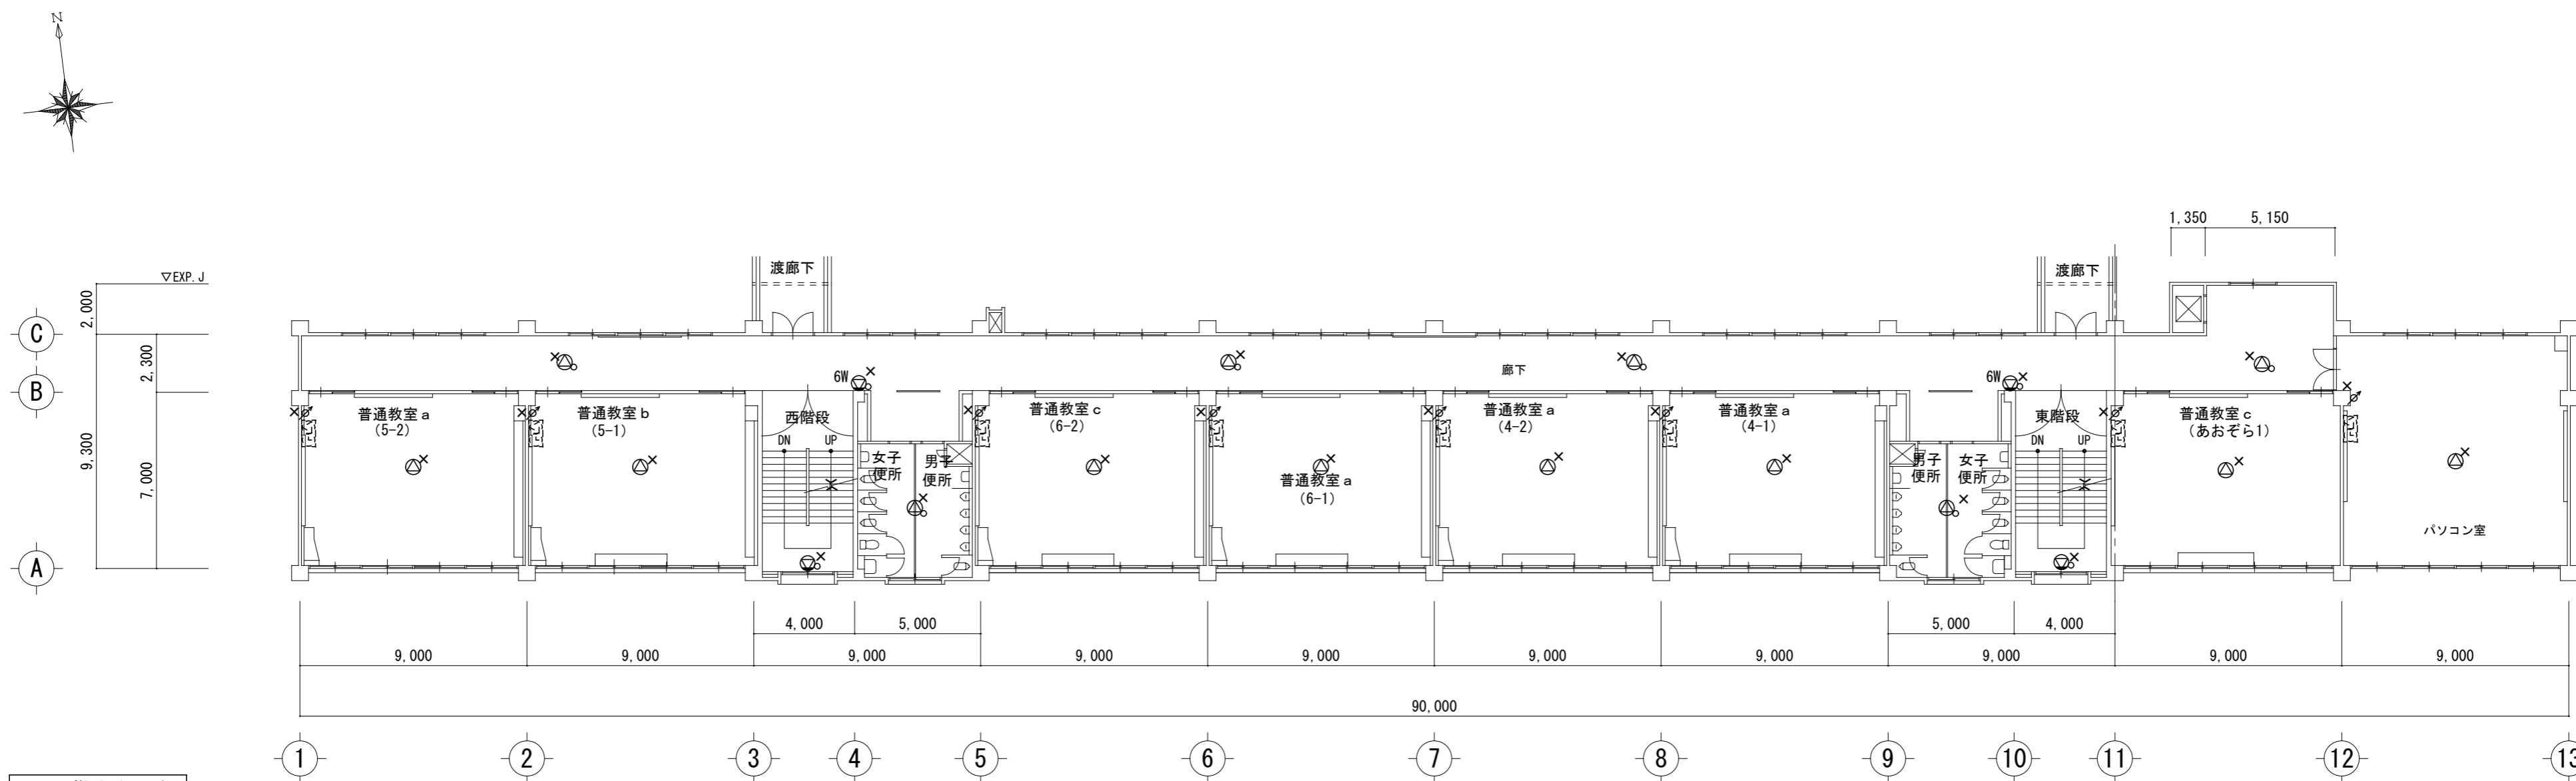 N
1,350 5,150
渡廊下 渡廊下
▽EXP.J
2,000
C
2,300
廊下
6W 6W
B
9,300
7,000
普通教室a
(5-2)
普通教室b
(5-1)
西階段
DN UP
女子
便所
男子
便所
普通教室c
(6-2)
普通教室a
(6-1)
普通教室a
(4-2)
普通教室a
(4-1)
男子
便所
女子
便所
東階段
DN UP
普通教室c
(あおぞら1)
パソコン室
A
4,000 5,000 5,000 4,000
9,000 9,000 9,000 9,000 9,000 9,000 9,000 9,000 9,000 9,000
90,000
1 2 3 4 5 6 7 8 9 10 11 12 13